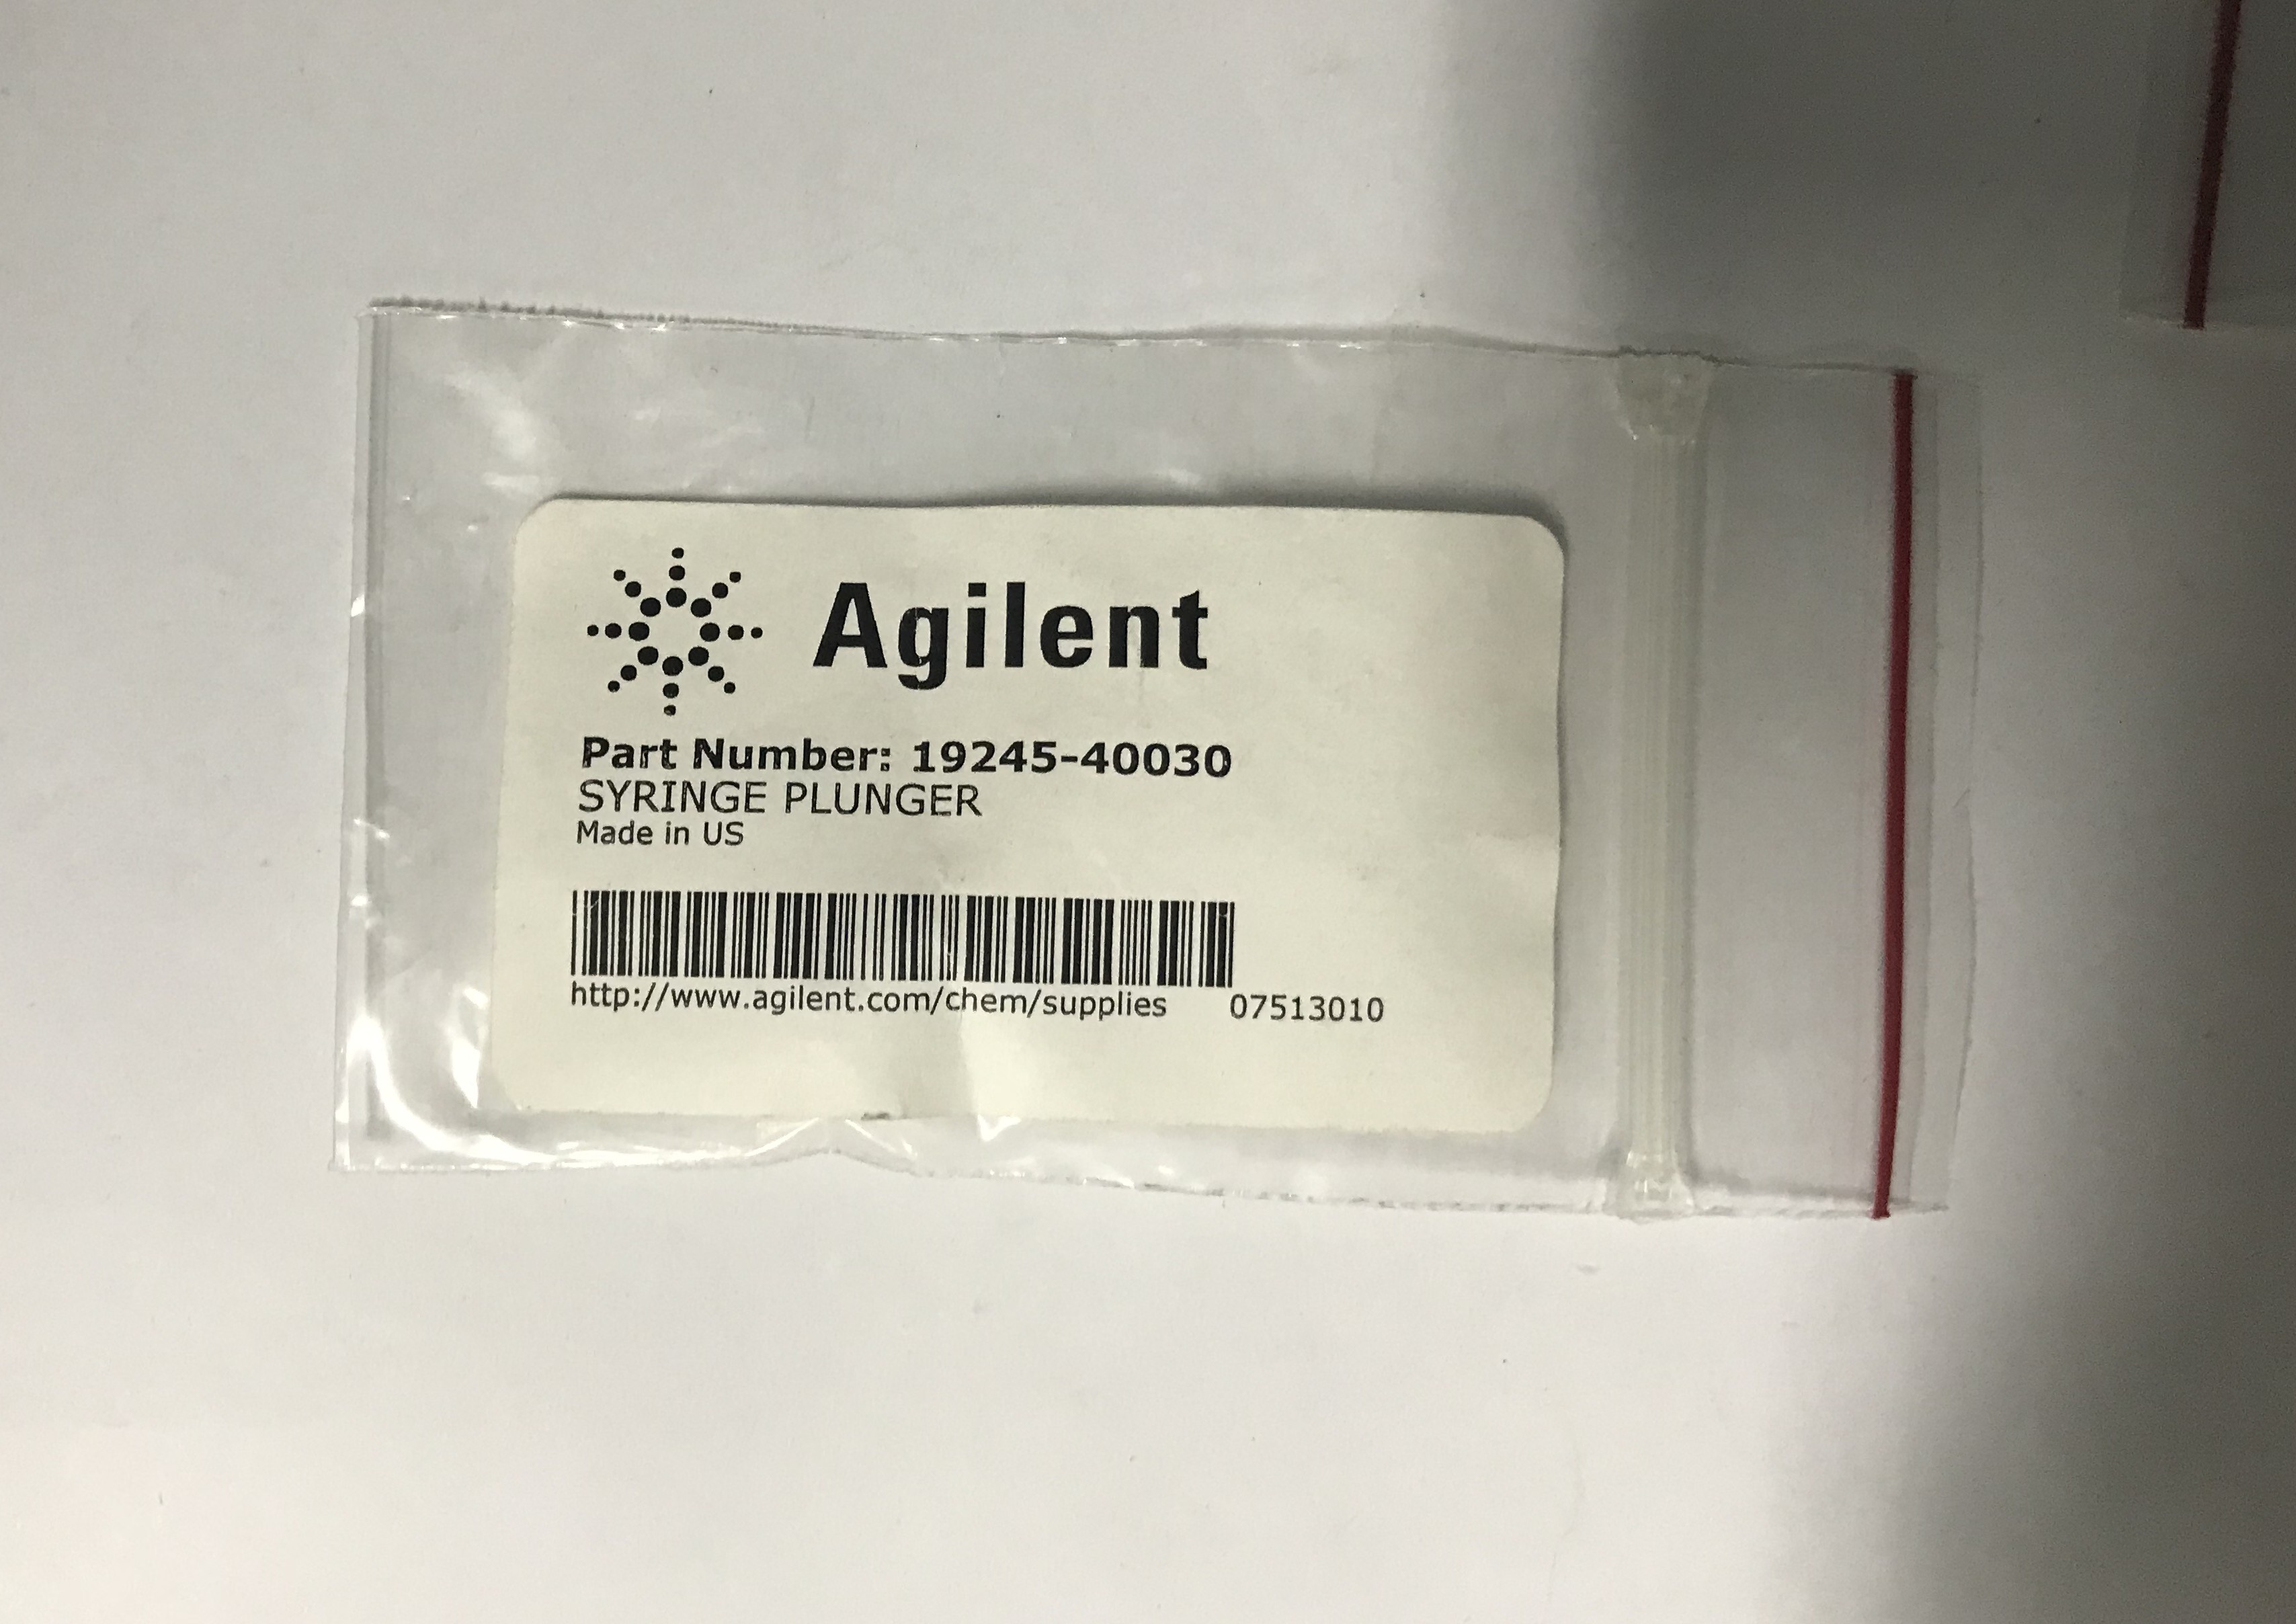 Agilent
Part Number: 19245-40030
SYRINGE PLUNGER
Made in US
http://www.agilent.com/chem/supplies 07513010